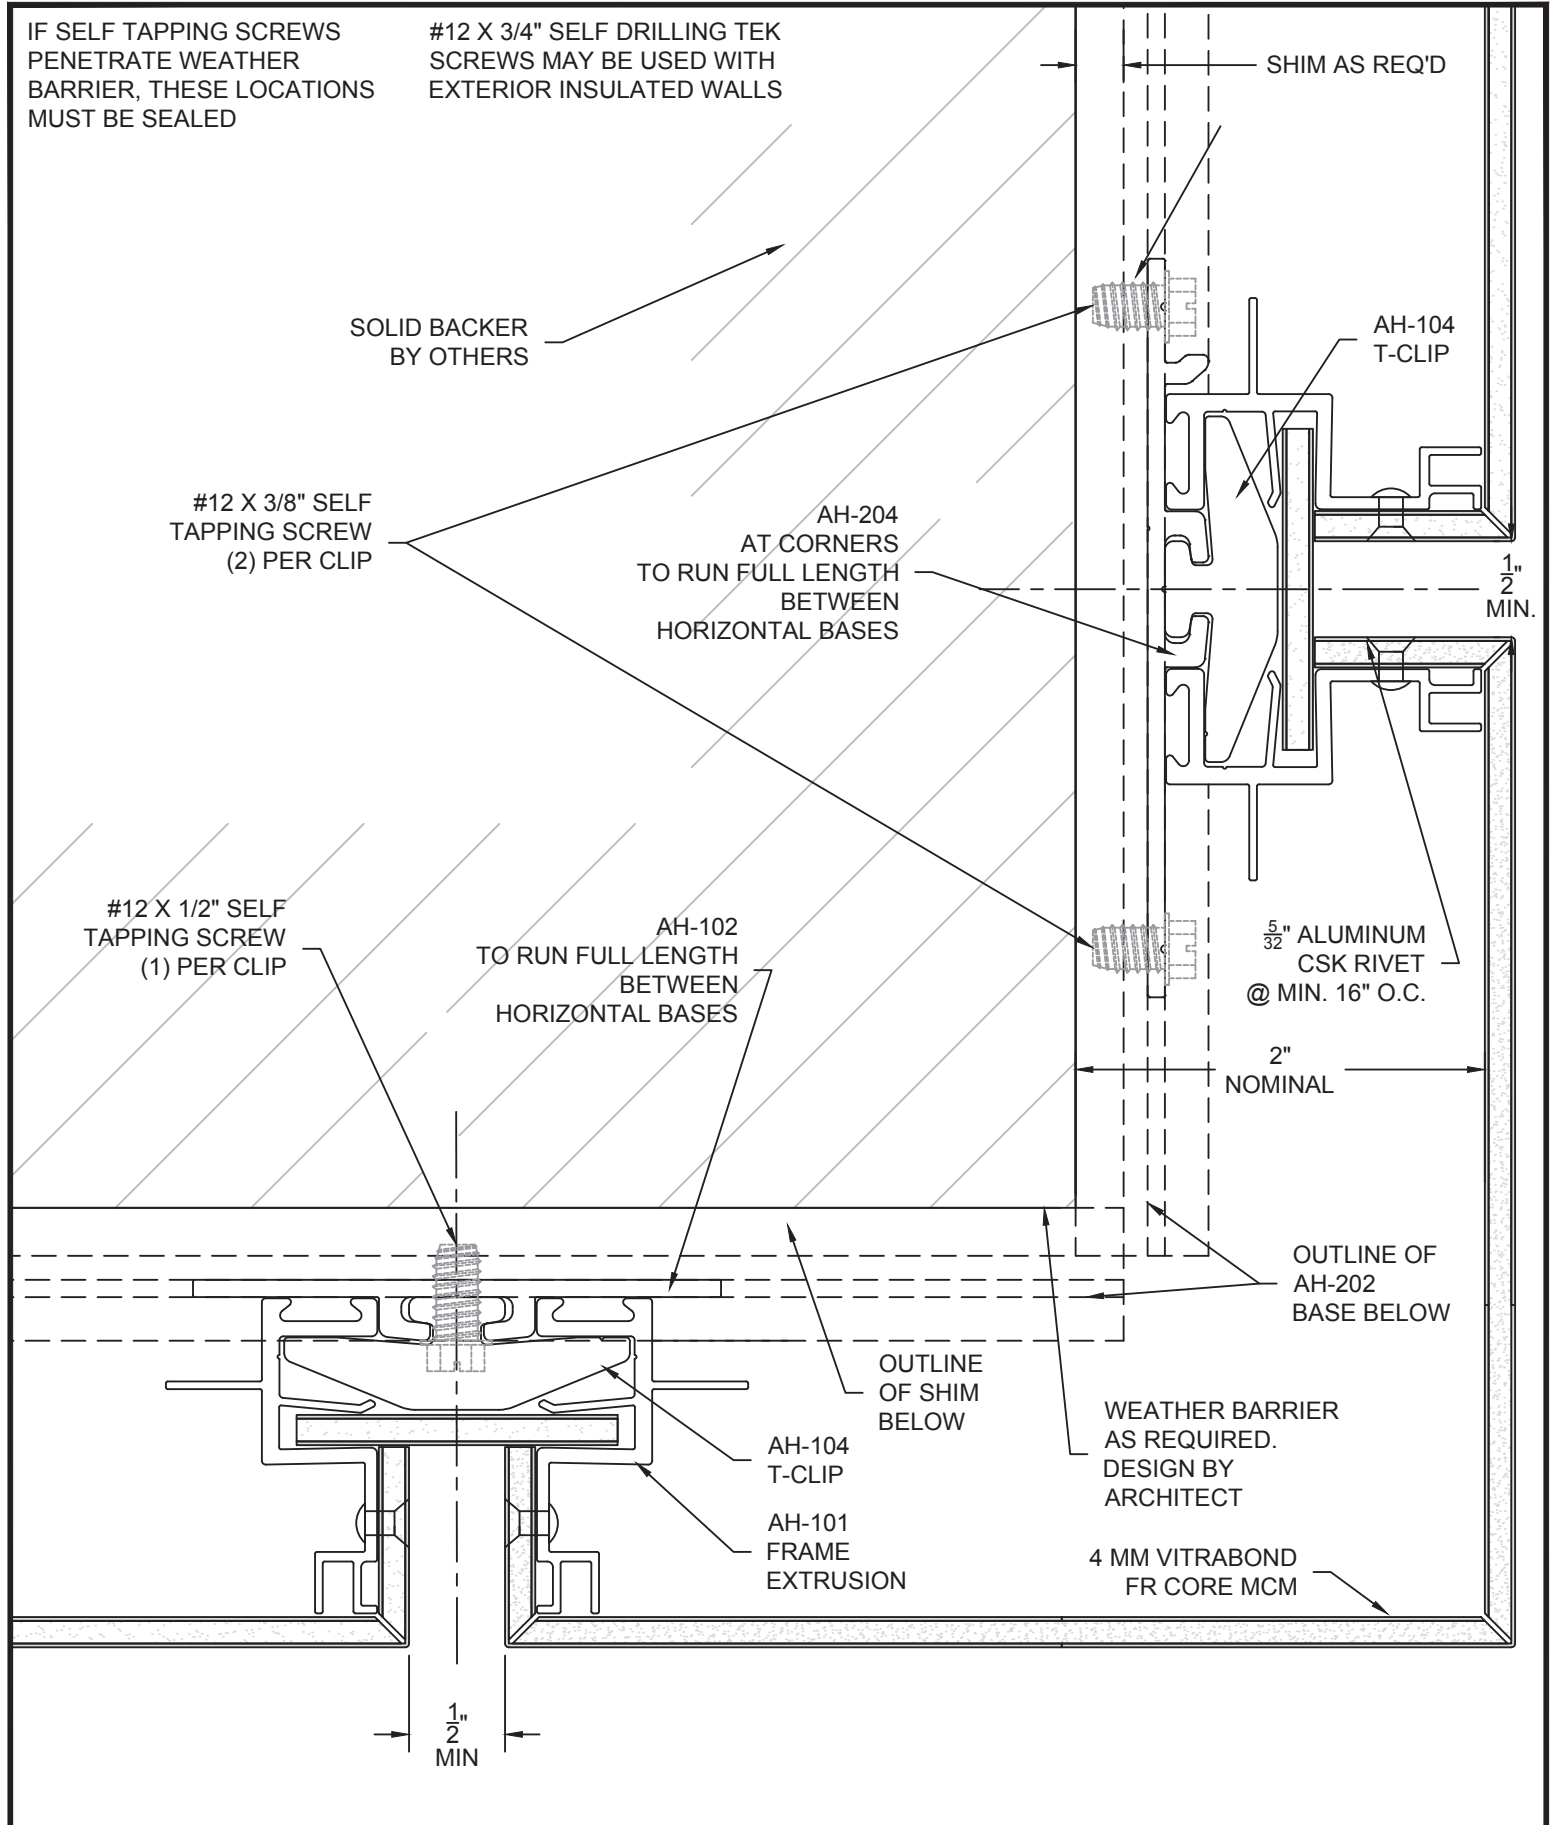 IF SELF TAPPING SCREWS
PENETRATE WEATHER
BARRIER, THESE LOCATIONS
MUST BE SEALED
#12 X 3/4" SELF DRILLING TEK
SCREWS MAY BE USED WITH
EXTERIOR INSULATED WALLS
SHIM AS REQ'D
SOLID BACKER
BY OTHERS
AH-104
T-CLIP
#12 X 3/8" SELF
TAPPING SCREW
(2) PER CLIP
AH-204
AT CORNERS
TO RUN FULL LENGTH
BETWEEN
HORIZONTAL BASES
1/2"
MIN.
#12 X 1/2" SELF
TAPPING SCREW
(1) PER CLIP
AH-102
TO RUN FULL LENGTH
BETWEEN
HORIZONTAL BASES
5/32" ALUMINUM
CSK RIVET
@ MIN. 16" O.C.
2"
NOMINAL
OUTLINE OF
AH-202
BASE BELOW
OUTLINE
OF SHIM
BELOW
WEATHER BARRIER
AS REQUIRED.
DESIGN BY
ARCHITECT
AH-104
T-CLIP
AH-101
FRAME
EXTRUSION
4 MM VITRABOND
FR CORE MCM
1/2"
MIN